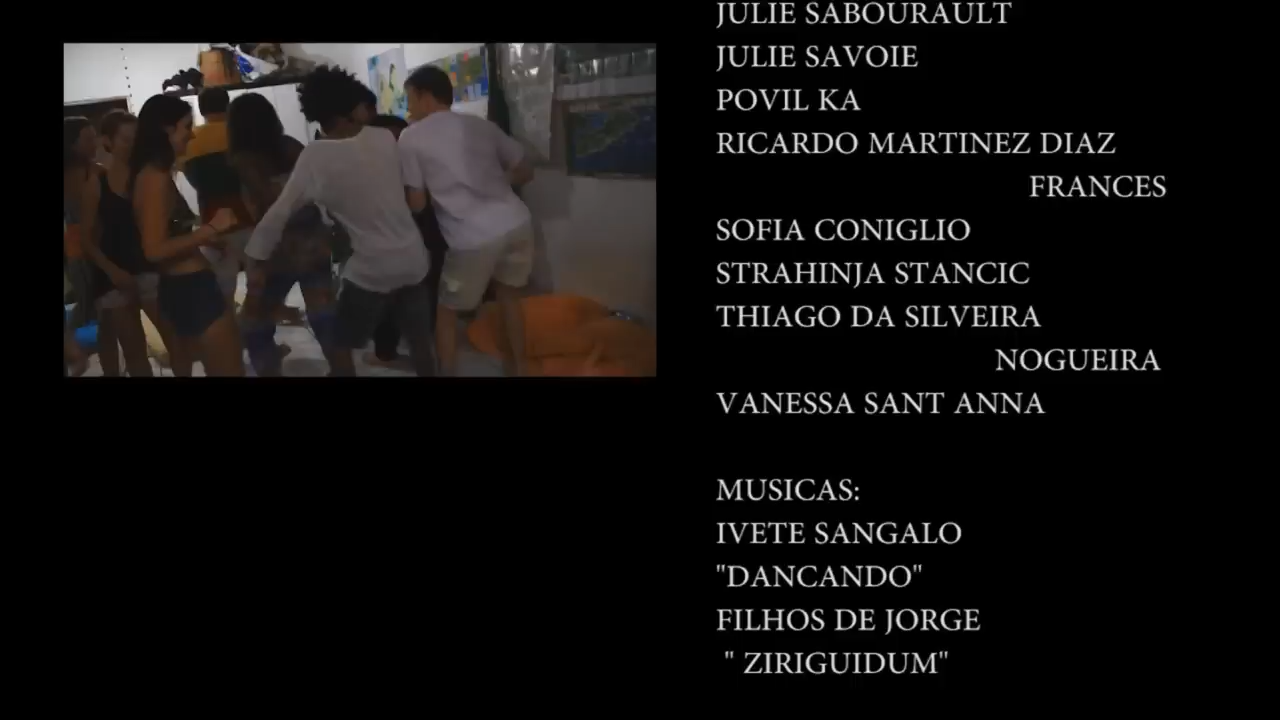 JULIE SABOURAULT
JULIE SAVOIE
POVIL KA
RICARDO MARTINEZ DIAZ
FRANCES
SOFIA CONIGLIO
STRAHINJA STANCIC
THIAGO DA SILVEIRA
NOGUEIRA
VANESSA SANT ANNA
MUSICAS:
IVETE SANGALO
"DANCANDO"
FILHOS DE JORGE
" ZIRIGUIDUM"